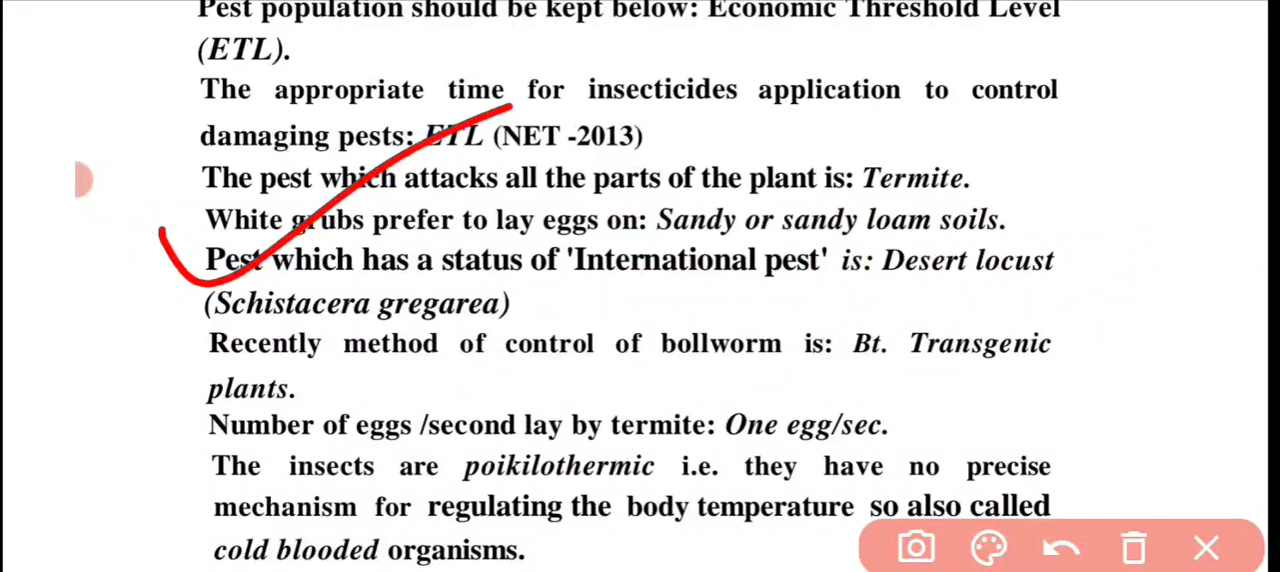 Pest population should be kept below: Economic Threshold Level
(ETL).
The appropriate time for insecticides application to control
damaging pests: ETL (NET -2013)
The pest which attacks all the parts of the plant is: Termite.
White grubs prefer to lay eggs on: Sandy or sandy loam soils.
Pest which has a status of 'International pest' is: Desert locust
(Schistacera gregarea)
Recently method of control of bollworm is: Bt. Transgenic
plants.
Number of eggs /second lay by termite: One egg/sec.
The insects are poikilothermic i.e. they have no precise
mechanism for regulating the body temperature so also called
cold blooded organisms.